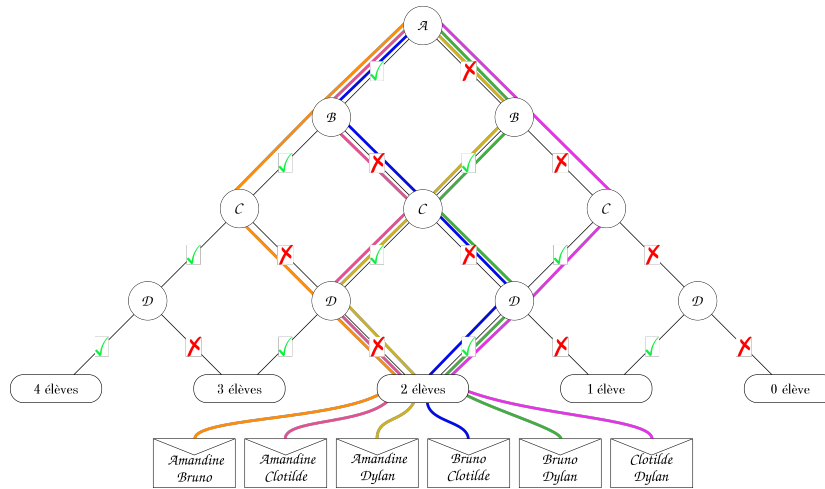 A
B
B
C
C
C
D
D
D
D
4 élèves
3 élèves
2 élèves
1 élève
0 élève
Amandine
Bruno
Amandine
Clotilde
Amandine
Dylan
Bruno
Clotilde
Bruno
Dylan
Clotilde
Dylan